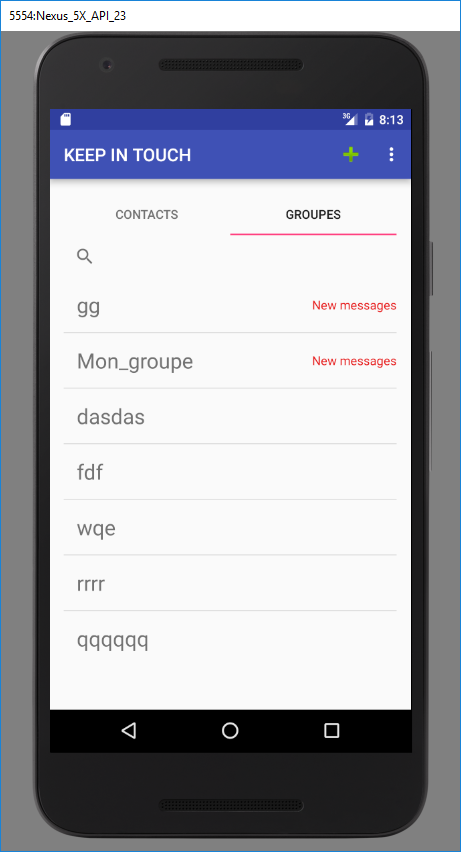 5554:Nexus_5X_API_23
3G 8:13
KEEP IN TOUCH
CONTACTS GROUPES
gg New messages
Mon_groupe New messages
dasdas
fdf
wqe
rrrr
qqqqqq